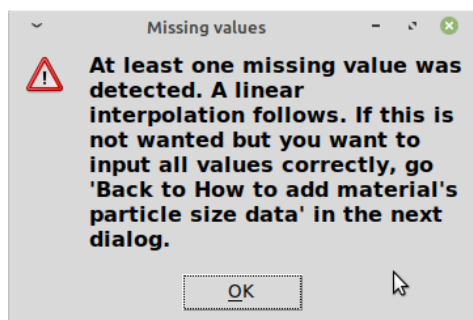 Missing values
At least one missing value was
detected. A linear
interpolation follows. If this is
not wanted but you want to
input all values correctly, go
'Back to How to add material's
particle size data' in the next
dialog.
OK